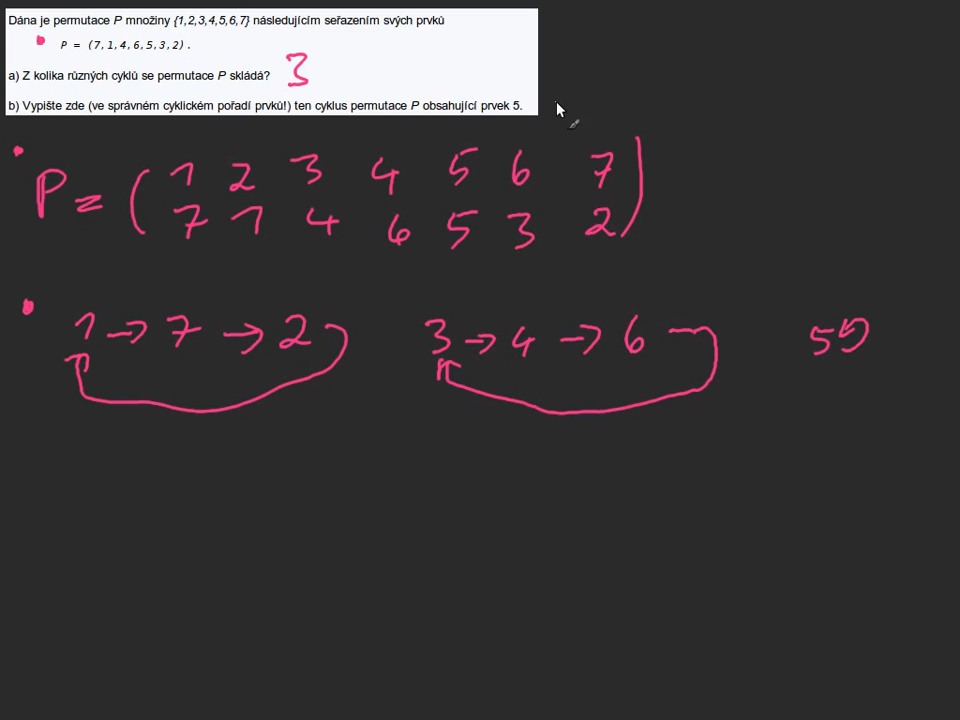 Dána je permutace P množiny {1,2,3,4,5,6,7} následujícím seřazením svých prvků
P = (7,1,4,6,5,3,2).
a) Z kolika různých cyklů se permutace P skládá? 3
b) Vypište zde (ve správném cyklickém pořadí prvků!) ten cyklus permutace P obsahující prvek 5.
P = ( 1 2 3 4 5 6 7
7 1 4 6 5 3 2 )
1 → 7 → 2 3 → 4 → 6 5